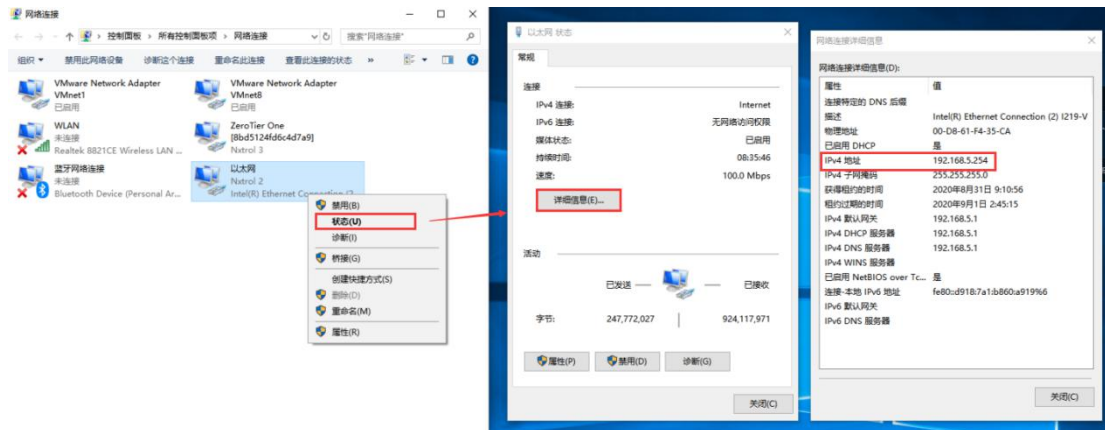 网络连接
控制面板 › 所有控制面板项 › 网络连接
搜索"网络连接"
组织 禁用此网络设备 诊断这个连接 重命名此连接 查看此连接的状态 »
VMware Network Adapter
VMnet1
已启用
VMware Network Adapter
VMnet8
已启用
WLAN
未连接
Realtek 8821CE Wireless LAN ...
ZeroTier One
[8bd5124fd6c4d7a9]
Nxtrol 3
蓝牙网络连接
未连接
Bluetooth Device (Personal Ar...
以太网
Nxtrol 2
Intel(R) Ethernet Connection (2
禁用(B)
状态(U)
诊断(I)
桥接(G)
创建快捷方式(S)
删除(D)
重命名(M)
属性(R)
以太网 状态
常规
连接
IPv4 连接: Internet
IPv6 连接: 无网络访问权限
媒体状态: 已启用
持续时间: 08:35:46
速度: 100.0 Mbps
详细信息(E)...
活动
已发送 — — 已接收
字节: 247,772,027 924,117,971
属性(P) 禁用(D) 诊断(G)
关闭(C)
网络连接详细信息
网络连接详细信息(D):
属性 值
连接特定的 DNS 后缀
描述 Intel(R) Ethernet Connection (2) I219-V
物理地址 00-D8-61-F4-35-CA
已启用 DHCP 是
IPv4 地址 192.168.5.254
IPv4 子网掩码 255.255.255.0
获得租约的时间 2020年8月31日 9:10:56
租约过期的时间 2020年9月1日 2:45:15
IPv4 默认网关 192.168.5.1
IPv4 DHCP 服务器 192.168.5.1
IPv4 DNS 服务器 192.168.5.1
IPv4 WINS 服务器
已启用 NetBIOS over Tc... 是
连接-本地 IPv6 地址 fe80::d918:7a1:b860:a919%6
IPv6 默认网关
IPv6 DNS 服务器
关闭(C)